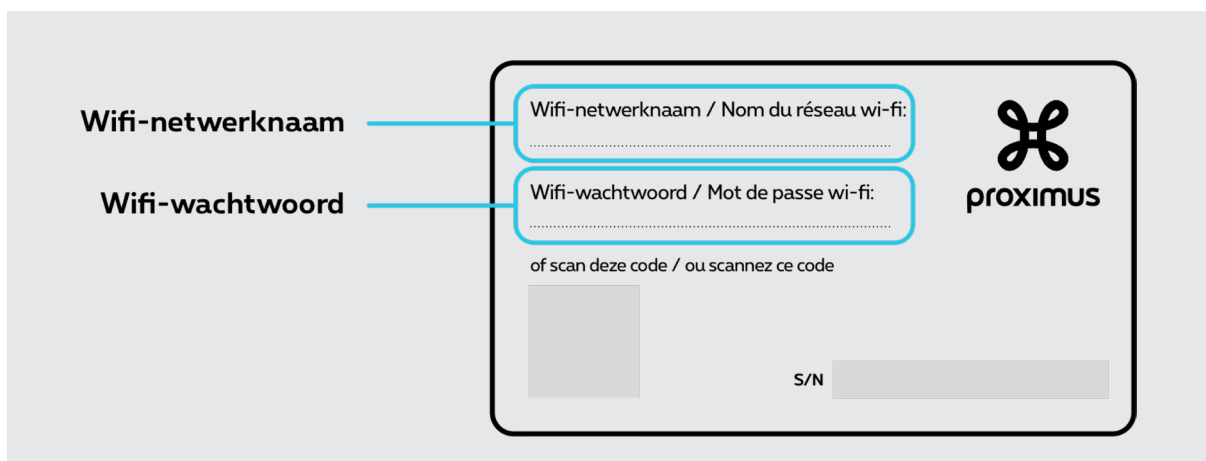 Wifi-netwerknaam
Wifi-wachtwoord
Wifi-netwerknaam / Nom du réseau wi-fi:
Wifi-wachtwoord / Mot de passe wi-fi:
of scan deze code / ou scannez ce code
S/N
proximus